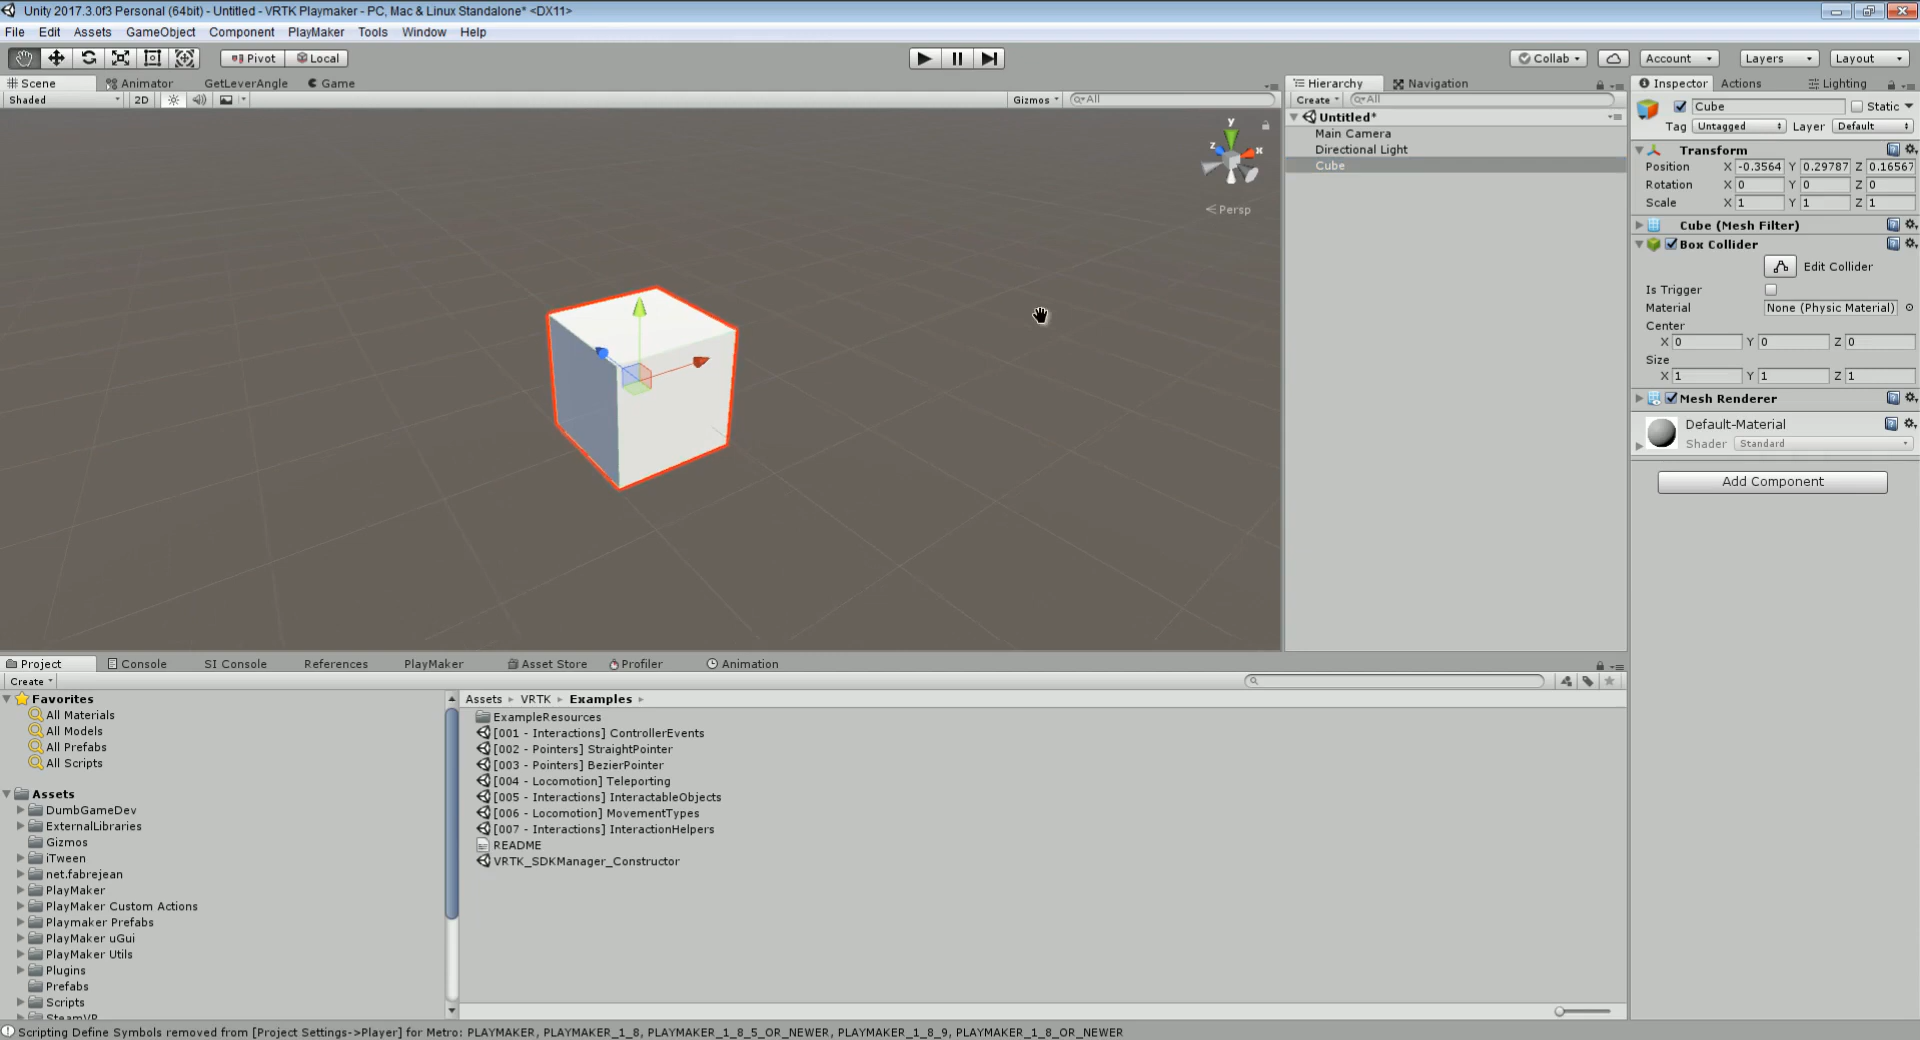 Unity 2017.3.0f3 Personal (64bit) - Untitled - VRTK Playmaker - PC, Mac & Linux Standalone* <DX11>
File Edit Assets GameObject Component PlayMaker Tools Window Help
Pivot Local Collab Account Layers Layout
Scene Animator GetLeverAngle Game
Shaded 2D Gizmos All
y
z x
Persp
Hierarchy Navigation
Create All
Untitled*
Main Camera
Directional Light
Cube
Inspector Actions Lighting
Cube Static
Tag Untagged Layer Default
Transform
Position X -0.3564 Y 0.29787 Z 0.16567
Rotation X 0 Y 0 Z 0
Scale X 1 Y 1 Z 1
Cube (Mesh Filter)
Box Collider
Edit Collider
Is Trigger
Material None (Physic Material)
Center
X 0 Y 0 Z 0
Size
X 1 Y 1 Z 1
Mesh Renderer
Default-Material
Shader Standard
Add Component
Project Console SI Console References PlayMaker Asset Store Profiler Animation
Create
Favorites
All Materials
All Models
All Prefabs
All Scripts
Assets
DumbGameDev
ExternalLibraries
Gizmos
iTween
net.fabrejean
PlayMaker
PlayMaker Custom Actions
Playmaker Prefabs
PlayMaker uGui
PlayMaker Utils
Plugins
Prefabs
Scripts
SteamVR
Assets VRTK Examples
ExampleResources
[001 - Interactions] ControllerEvents
[002 - Pointers] StraightPointer
[003 - Pointers] BezierPointer
[004 - Locomotion] Teleporting
[005 - Interactions] InteractableObjects
[006 - Locomotion] MovementTypes
[007 - Interactions] InteractionHelpers
README
VRTK_SDKManager_Constructor
Scripting Define Symbols removed from [Project Settings->Player] for Metro: PLAYMAKER, PLAYMAKER_1_8, PLAYMAKER_1_8_5_OR_NEWER, PLAYMAKER_1_8_9, PLAYMAKER_1_8_OR_NEWER